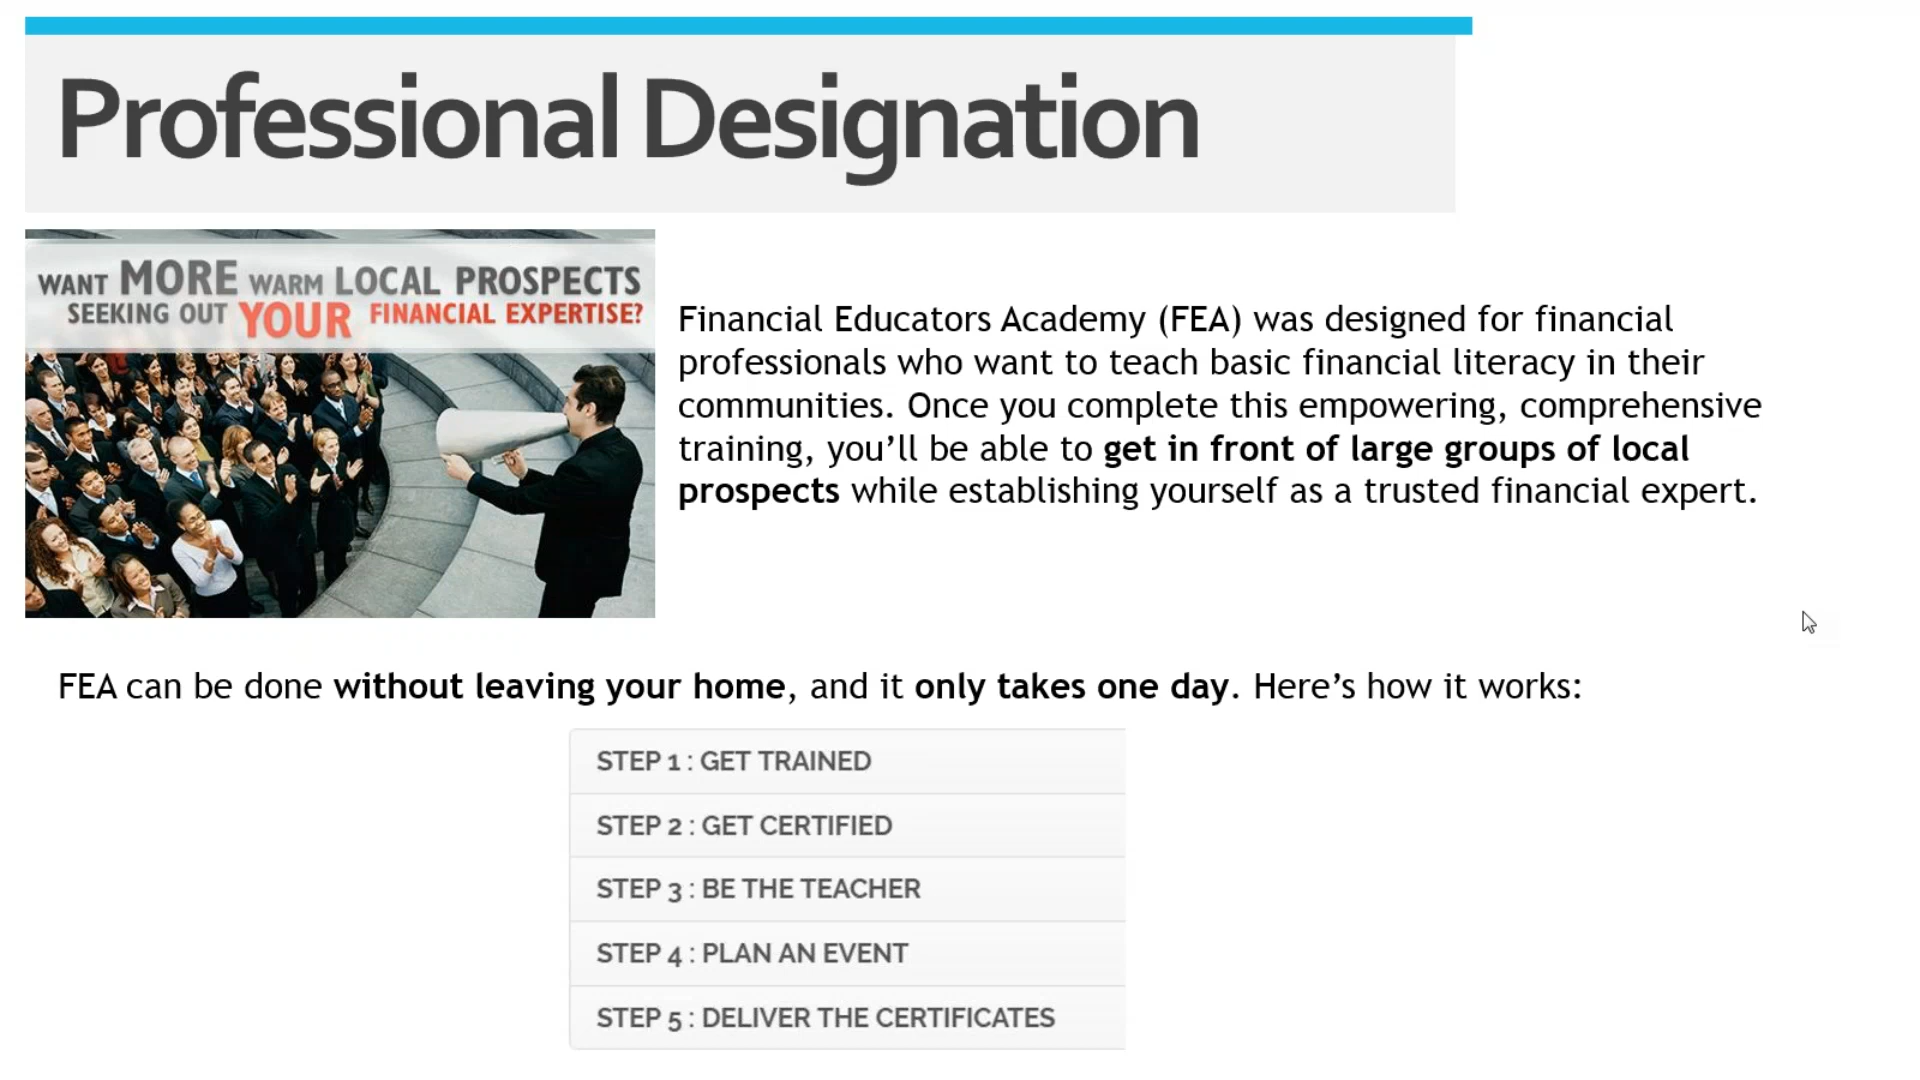 Professional Designation
WANT MORE WARM LOCAL PROSPECTS
SEEKING OUT YOUR FINANCIAL EXPERTISE?
Financial Educators Academy (FEA) was designed for financial
professionals who want to teach basic financial literacy in their
communities. Once you complete this empowering, comprehensive
training, you’ll be able to get in front of large groups of local
prospects while establishing yourself as a trusted financial expert.
FEA can be done without leaving your home, and it only takes one day. Here’s how it works:
STEP 1 : GET TRAINED
STEP 2 : GET CERTIFIED
STEP 3 : BE THE TEACHER
STEP 4 : PLAN AN EVENT
STEP 5 : DELIVER THE CERTIFICATES